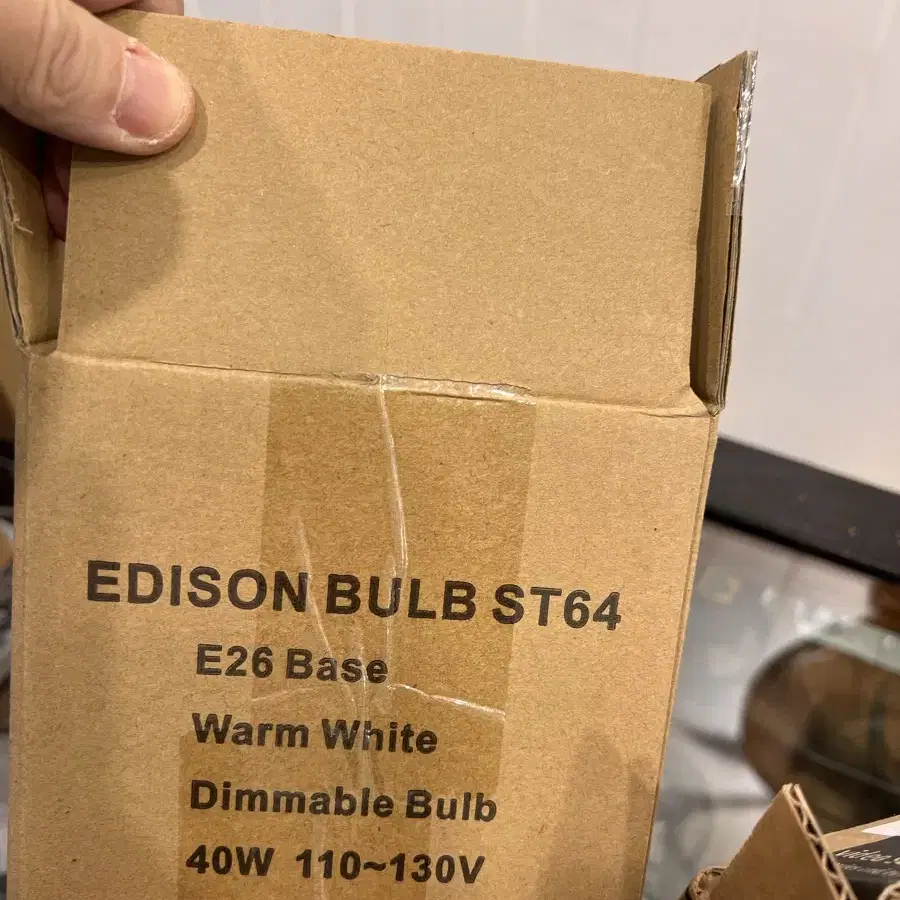 EDISON BULB ST64
E26 Base
Warm White
Dimmable Bulb
40W 110~130V